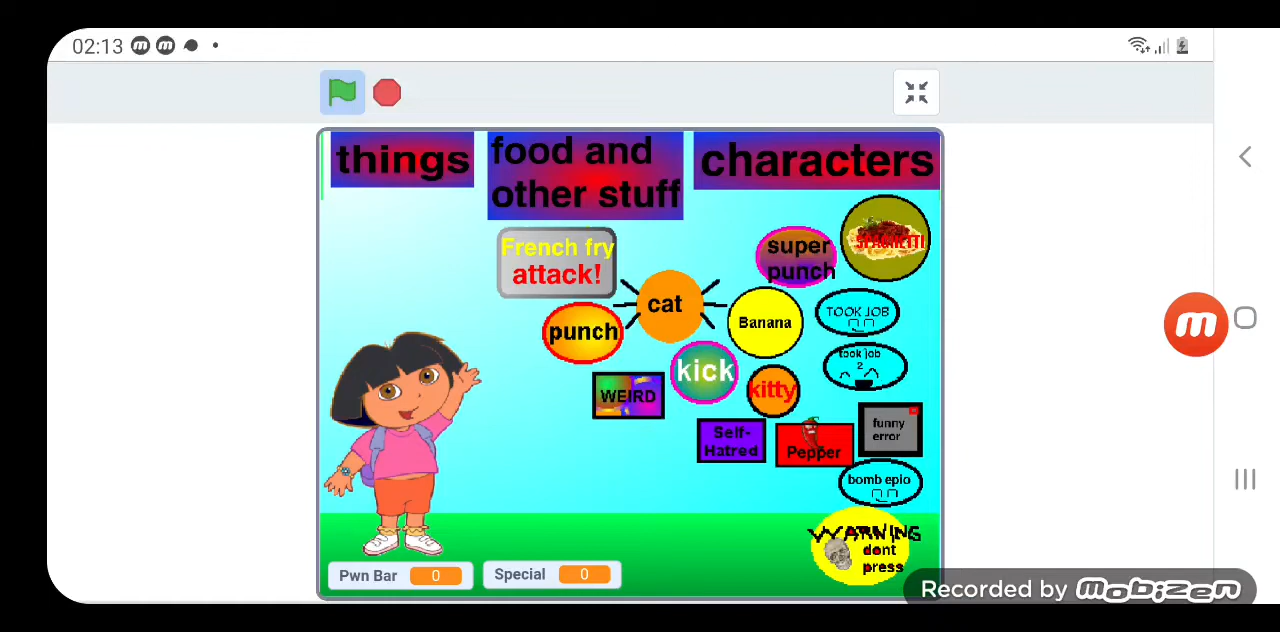 02:13
things
food and
other stuff
characters
French fry
attack!
super
punch
SPAGHETTI
cat
punch
Banana
TOOK JOB
kick
took job
2
WEIRD
kitty
Self-
Hatred
Pepper
funny
error
bomb eplo
WARNING
dont
press
Pwn Bar 0
Special 0
Recorded by mobizen